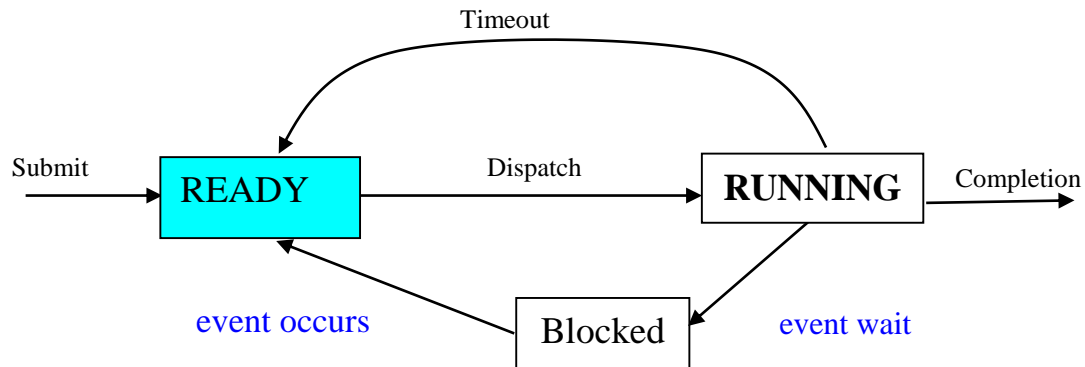 Timeout
Submit
READY
Dispatch
RUNNING
Completion
event occurs
Blocked
event wait